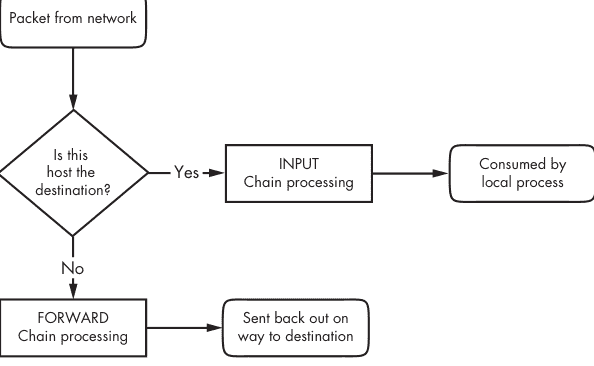 Packet from network
Is this
host the
destination?
Yes
INPUT
Chain processing
Consumed by
local process
No
FORWARD
Chain processing
Sent back out on
way to destination